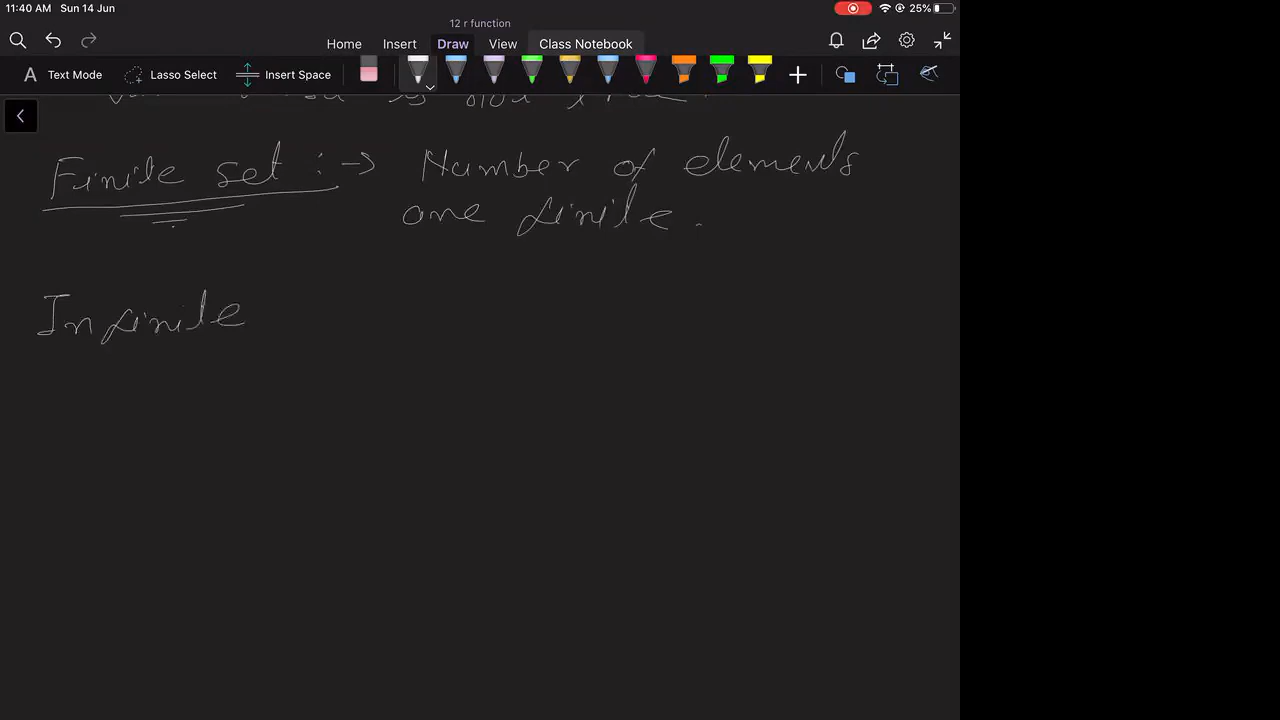 11:40 AM Sun 14 Jun
25%
12 r function
Home Insert Draw View Class Notebook
A Text Mode Lasso Select Insert Space
is
Finite set :→ Number of elements
are finite.
Infinite